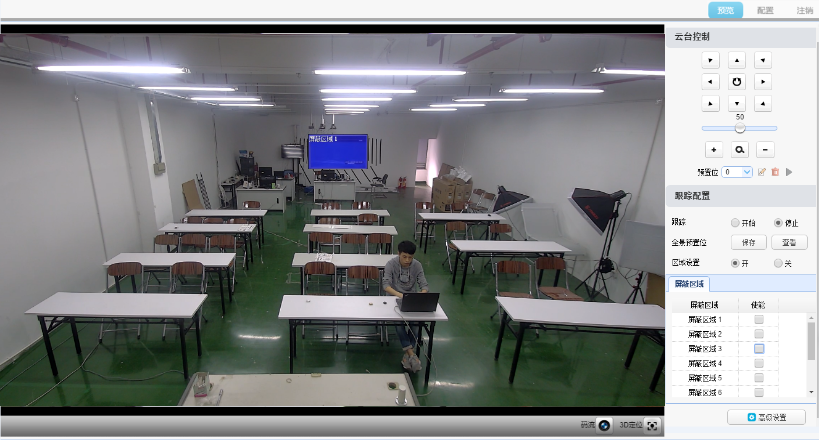 预览 配置 注销
云台控制
50
预置位 0
跟踪配置
跟踪 开始 停止
全景预置位 保存 查看
区域设置 开 关
屏蔽区域
屏蔽区域 使能
屏蔽区域 1
屏蔽区域 2
屏蔽区域 3
屏蔽区域 4
屏蔽区域 5
屏蔽区域 6
高级设置
屏蔽区域 1
码流 3D定位